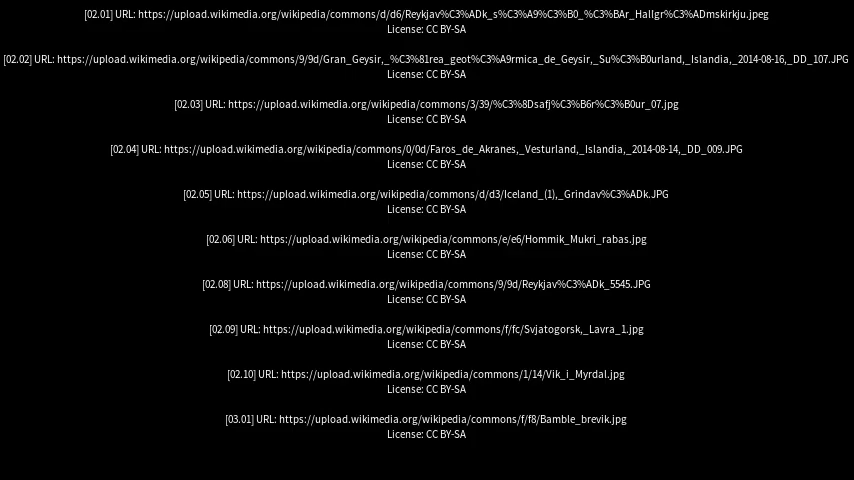 [02.01] URL: https://upload.wikimedia.org/wikipedia/commons/d/d6/Reykjav%C3%ADk_s%C3%A9%C3%B0_%C3%BAr_Hallgr%C3%ADmskirkju.jpeg
License: CC BY-SA
[02.02] URL: https://upload.wikimedia.org/wikipedia/commons/9/9d/Gran_Geysir,_%C3%81rea_geot%C3%A9rmica_de_Geysir,_Su%C3%B0urland,_Islandia,_2014-08-16,_DD_107.JPG
License: CC BY-SA
[02.03] URL: https://upload.wikimedia.org/wikipedia/commons/3/39/%C3%8Dsafj%C3%B6r%C3%B0ur_07.jpg
License: CC BY-SA
[02.04] URL: https://upload.wikimedia.org/wikipedia/commons/0/0d/Faros_de_Akranes,_Vesturland,_Islandia,_2014-08-14,_DD_009.JPG
License: CC BY-SA
[02.05] URL: https://upload.wikimedia.org/wikipedia/commons/d/d3/Iceland_(1),_Grindav%C3%ADk.JPG
License: CC BY-SA
[02.06] URL: https://upload.wikimedia.org/wikipedia/commons/e/e6/Hommik_Mukri_rabas.jpg
License: CC BY-SA
[02.08] URL: https://upload.wikimedia.org/wikipedia/commons/9/9d/Reykjav%C3%ADk_5545.JPG
License: CC BY-SA
[02.09] URL: https://upload.wikimedia.org/wikipedia/commons/f/fc/Svjatogorsk,_Lavra_1.jpg
License: CC BY-SA
[02.10] URL: https://upload.wikimedia.org/wikipedia/commons/1/14/Vik_i_Myrdal.jpg
License: CC BY-SA
[03.01] URL: https://upload.wikimedia.org/wikipedia/commons/f/f8/Bamble_brevik.jpg
License: CC BY-SA